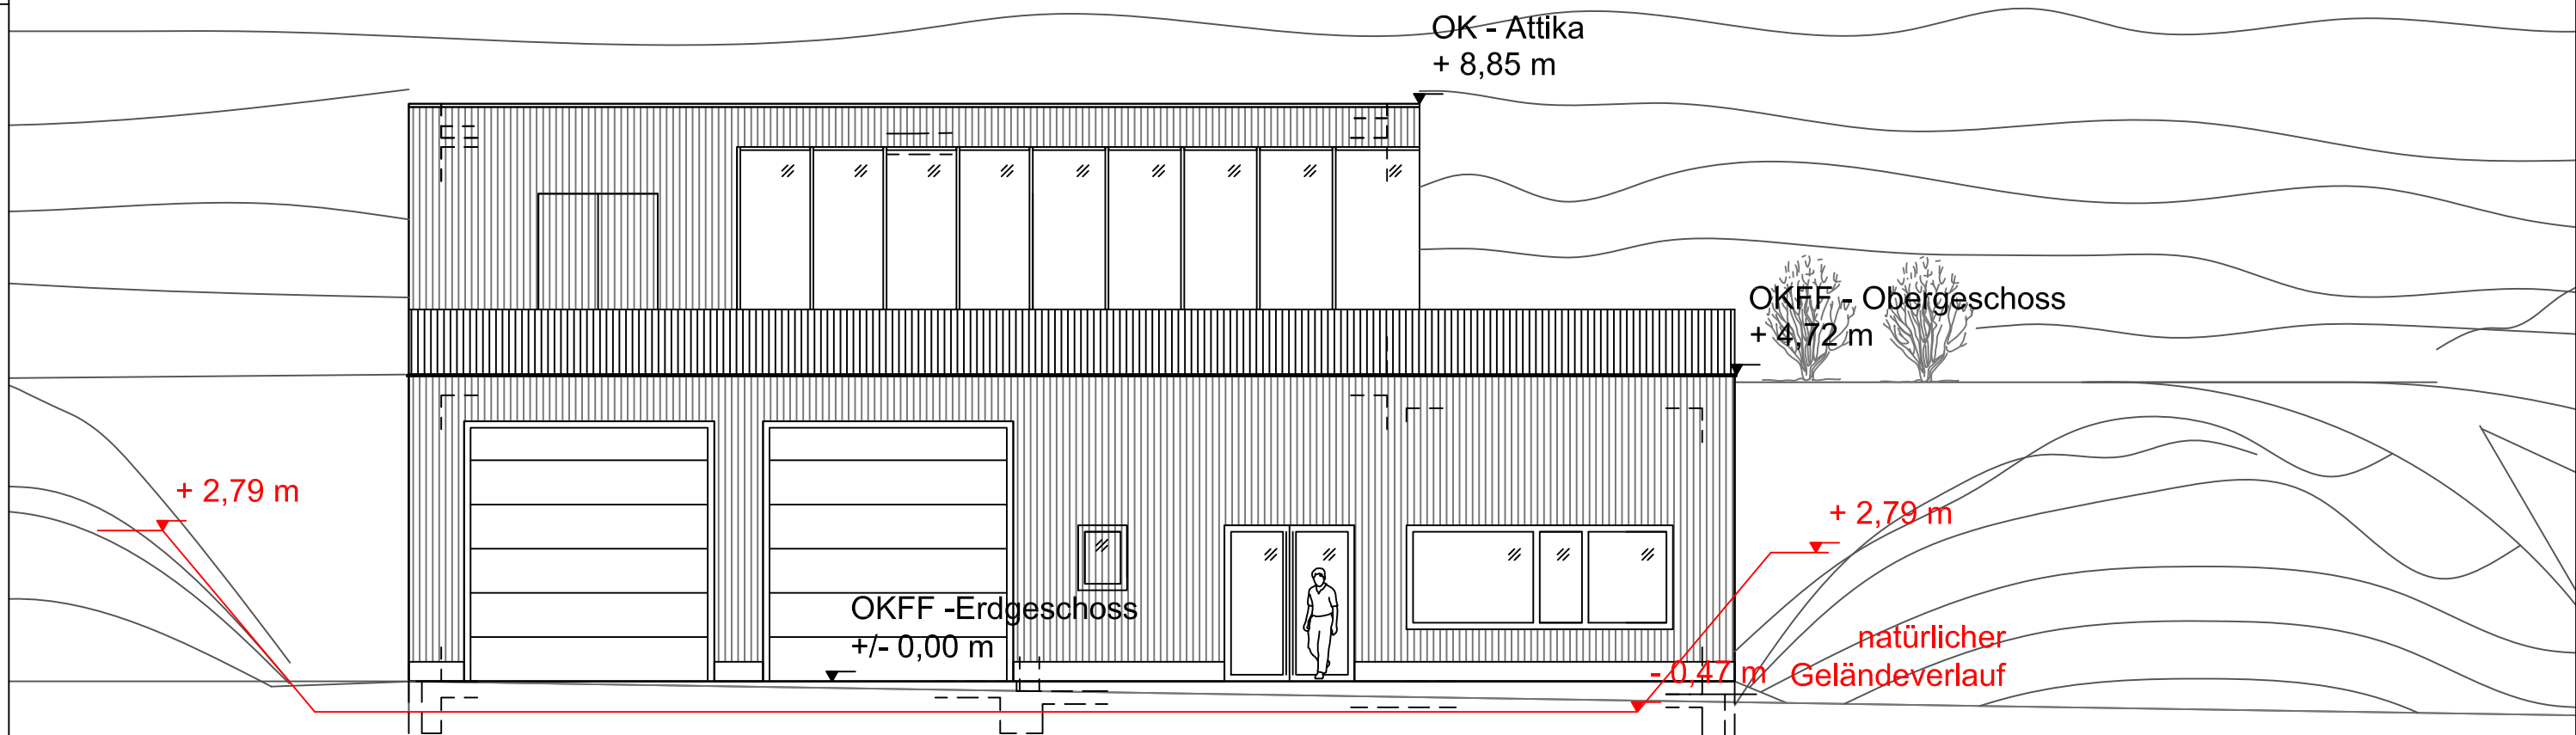 OK - Attika
+ 8,85 m
OKFF - Obergeschoss
+ 4,72 m
+ 2,79 m
+ 2,79 m
OKFF -Erdgeschoss
+/- 0,00 m
natürlicher
- 0,47 m Geländeverlauf